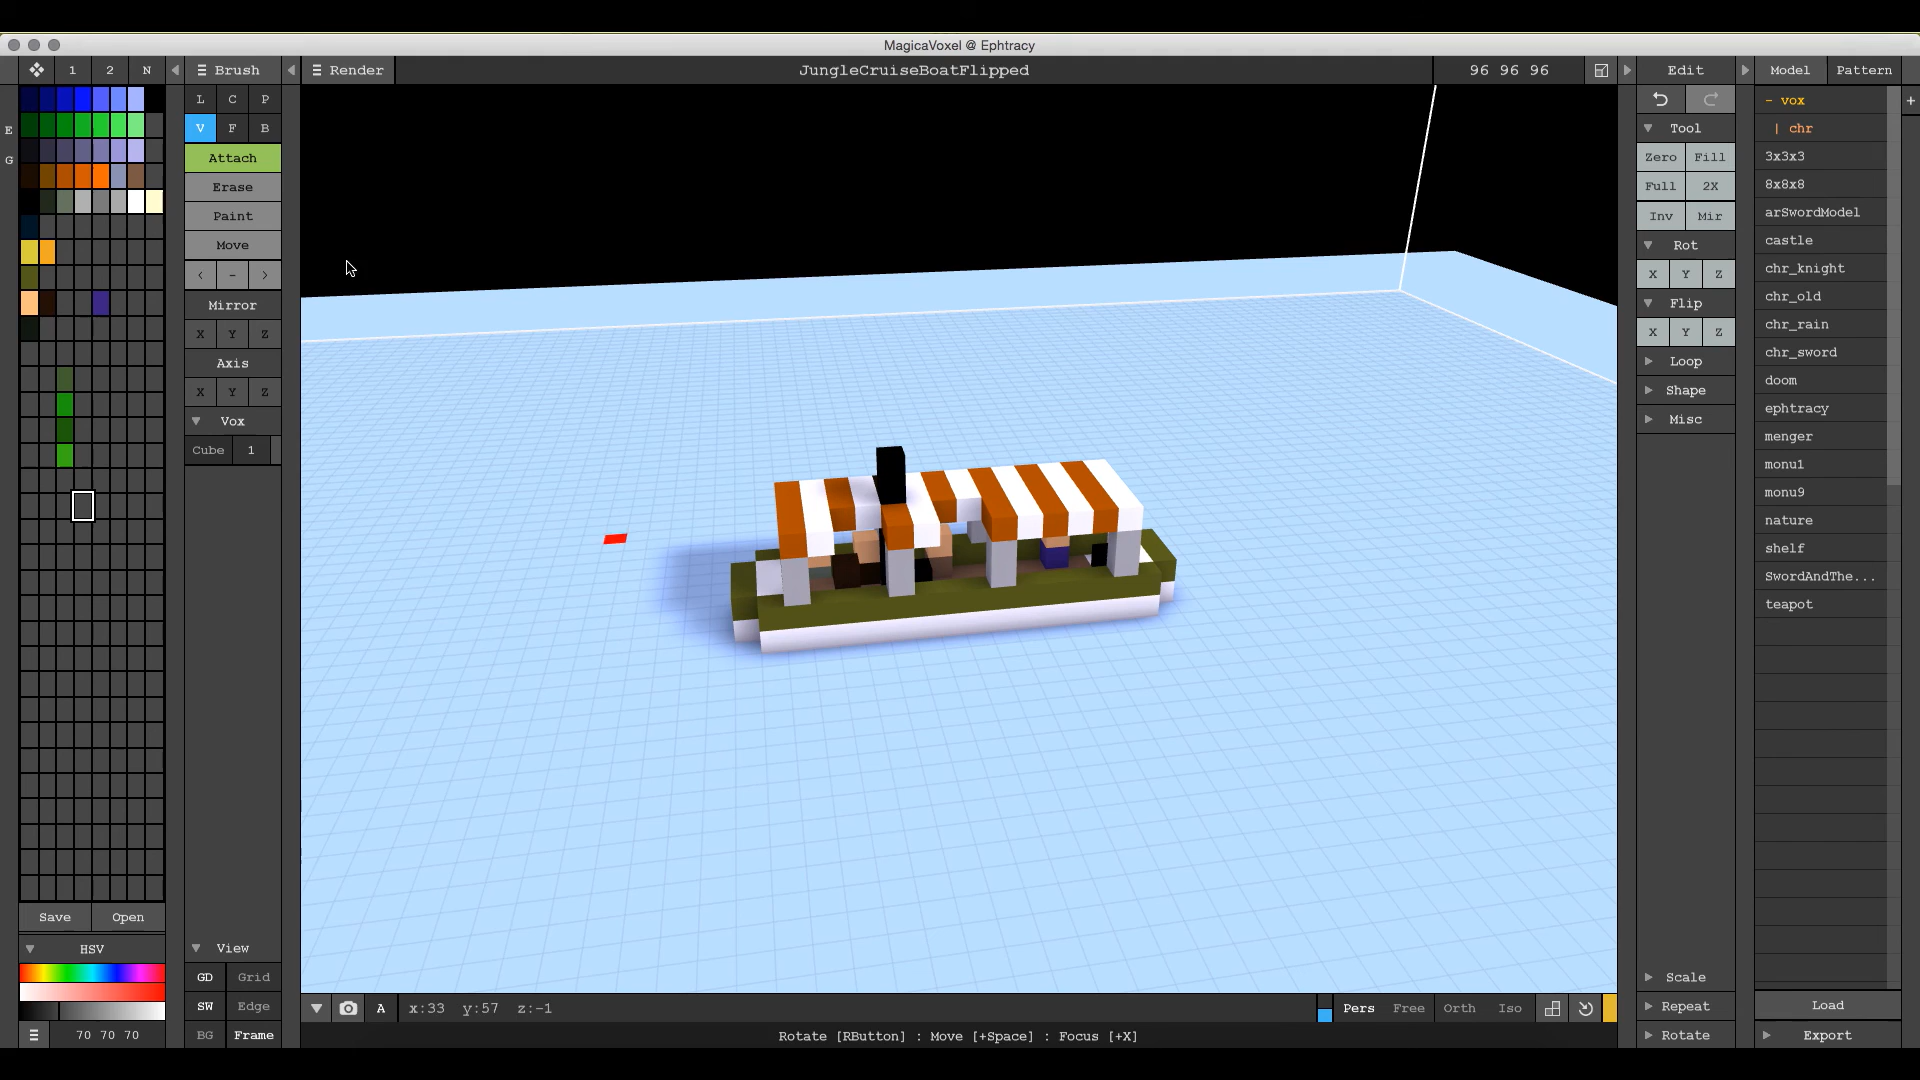 MagicaVoxel @ Ephtracy
1 2 N Brush Render JungleCruiseBoatFlipped 96 96 96 Edit Model Pattern
E
G
L C P
V F B
Attach
Erase
Paint
Move
< - >
Mirror
X Y Z
Axis
X Y Z
Vox
Cube 1
View
GD Grid
SW Edge
BG Frame
Save Open
HSV
70 70 70
A x:33 y:57 z:-1 Pers Free Orth Iso
Rotate [RButton] : Move [+Space] : Focus [+X]
Tool
Zero Fill
Full 2X
Inv Mir
Rot
X Y Z
Flip
X Y Z
Loop
Shape
Misc
Scale
Repeat
Rotate
- vox +
| chr
3x3x3
8x8x8
arSwordModel
castle
chr_knight
chr_old
chr_rain
chr_sword
doom
ephtracy
menger
monu1
monu9
nature
shelf
SwordAndThe...
teapot
Load
Export